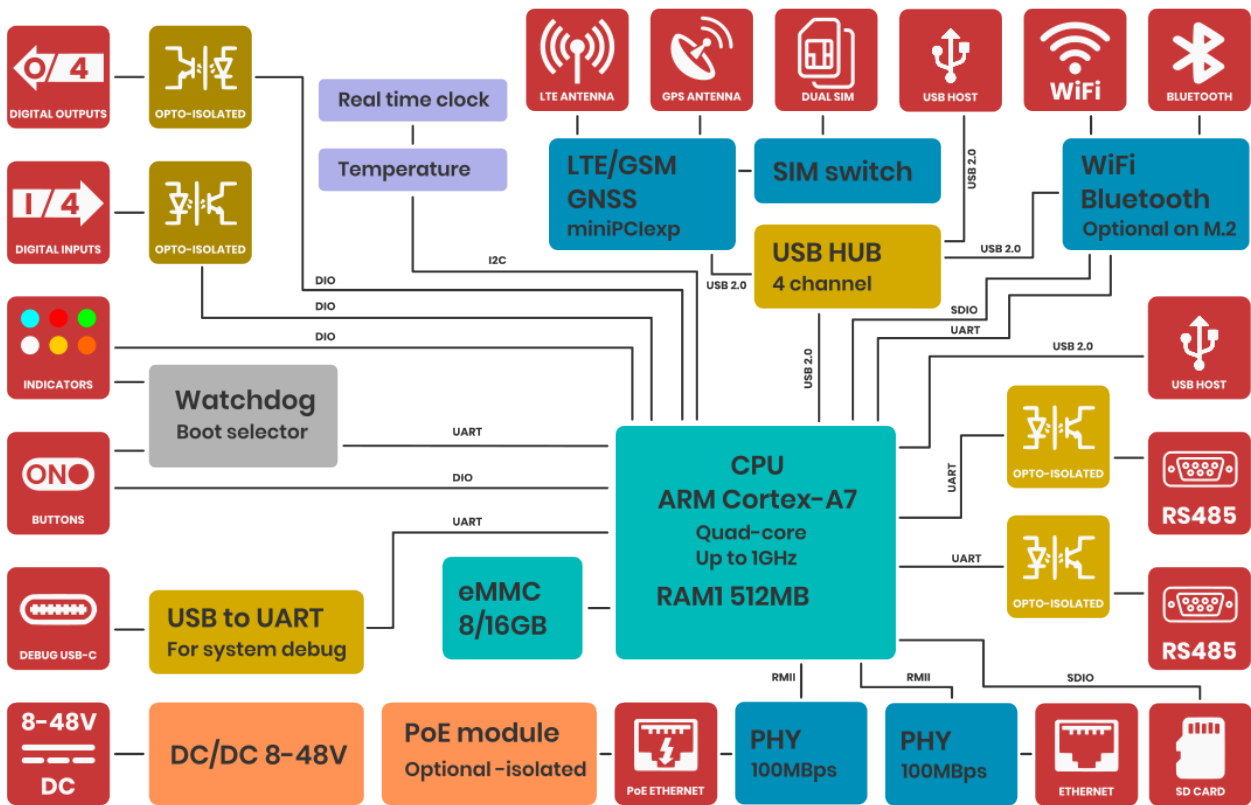 O/4
DIGITAL OUTPUTS
OPTO-ISOLATED
Real time clock
Temperature
LTE ANTENNA
GPS ANTENNA
DUAL SIM
USB HOST
WiFi
BLUETOOTH
I/4
DIGITAL INPUTS
OPTO-ISOLATED
LTE/GSM
GNSS
miniPCIexp
SIM switch
USB 2.0
WiFi
Bluetooth
Optional on M.2
USB HUB
4 channel
USB 2.0
USB 2.0
I2C
DIO
DIO
DIO
SDIO
UART
USB 2.0
USB 2.0
INDICATORS
USB HOST
Watchdog
Boot selector
UART
DIO
UART
ON
BUTTONS
CPU
ARM Cortex-A7
Quad-core
Up to 1GHz
RAM1 512MB
UART
OPTO-ISOLATED
RS485
UART
OPTO-ISOLATED
RS485
eMMC
8/16GB
DEBUG USB-C
USB to UART
For system debug
RMII
RMII
SDIO
8-48V
DC
DC/DC 8-48V
PoE module
Optional -isolated
PoE ETHERNET
PHY
100MBps
PHY
100MBps
ETHERNET
SD CARD